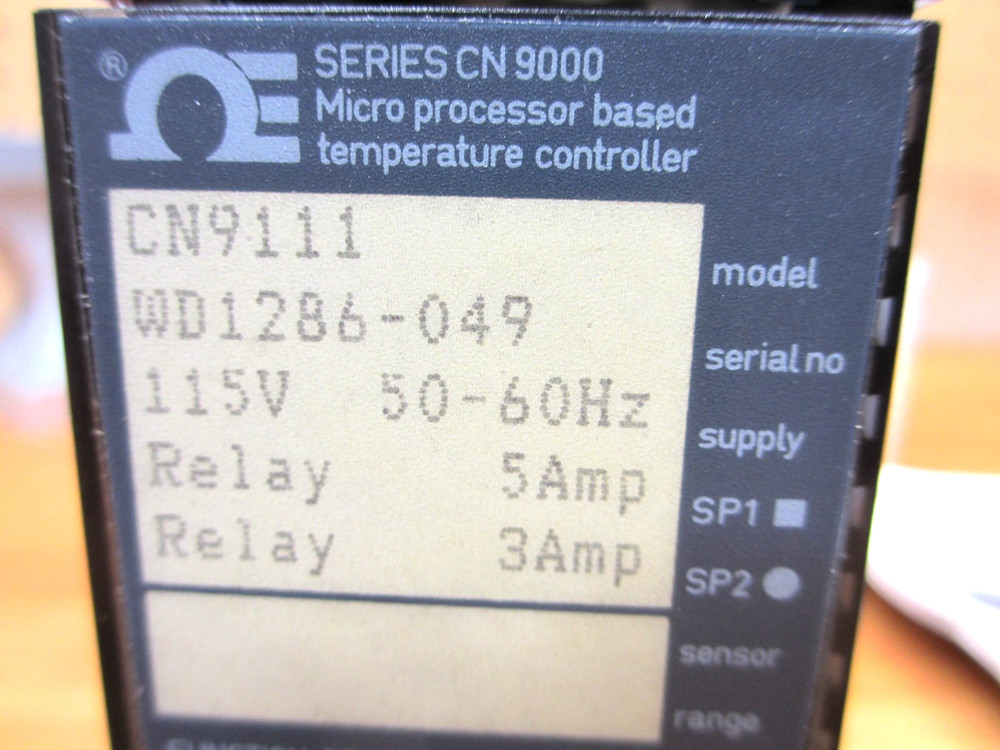 ®
SERIES CN 9000
Micro processor based
temperature controller
CN9111
model
WD1286-049
serial no
115V 50-60Hz
supply
Relay 5Amp
SP1
Relay 3Amp
SP2
sensor
range